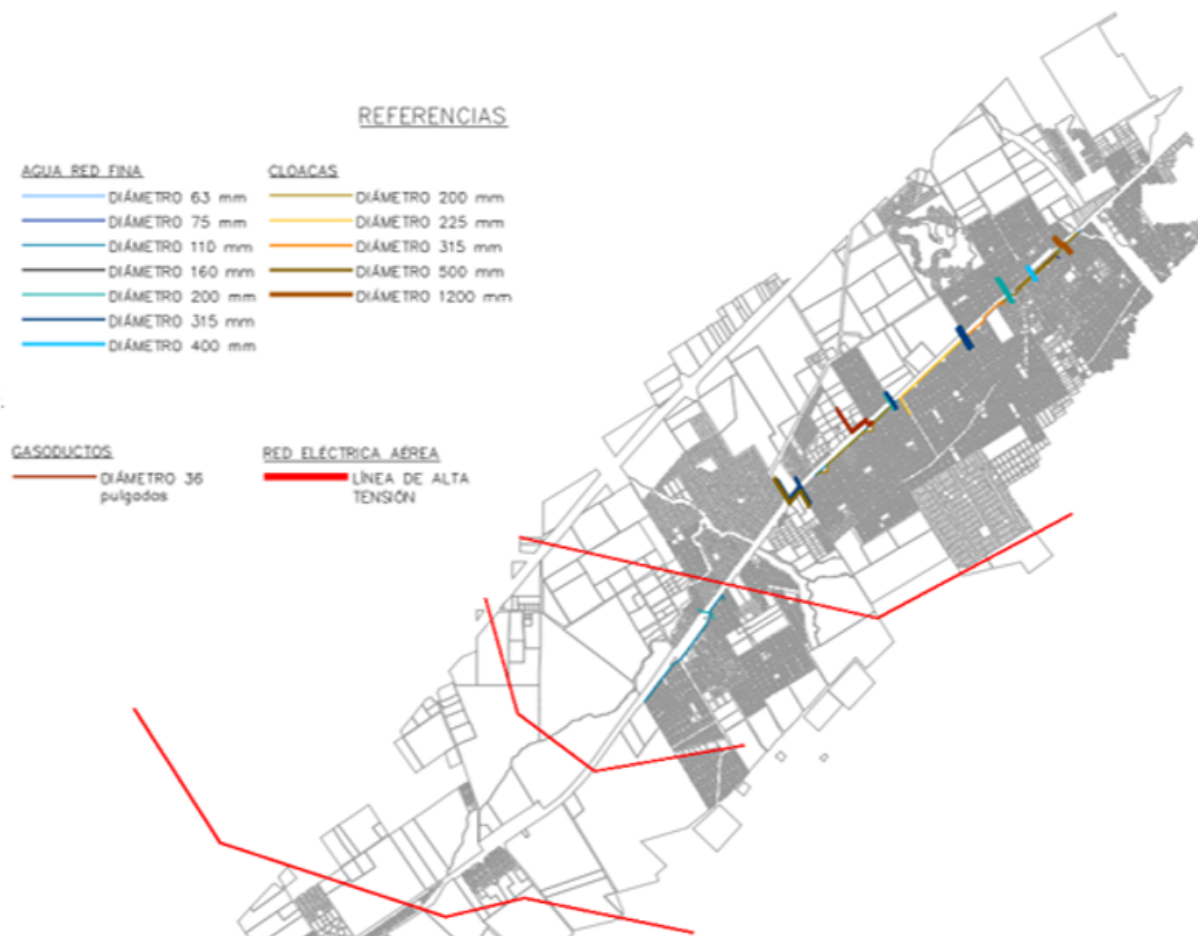 REFERENCIAS
AGUA RED FINA
DIÁMETRO 63 mm
DIÁMETRO 75 mm
DIÁMETRO 110 mm
DIÁMETRO 160 mm
DIÁMETRO 200 mm
DIÁMETRO 315 mm
DIÁMETRO 400 mm
CLOACAS
DIÁMETRO 200 mm
DIÁMETRO 225 mm
DIÁMETRO 315 mm
DIÁMETRO 500 mm
DIÁMETRO 1200 mm
GASODUCTOS
DIÁMETRO 36
pulgadas
RED ELÉCTRICA AÉREA
LÍNEA DE ALTA
TENSIÓN